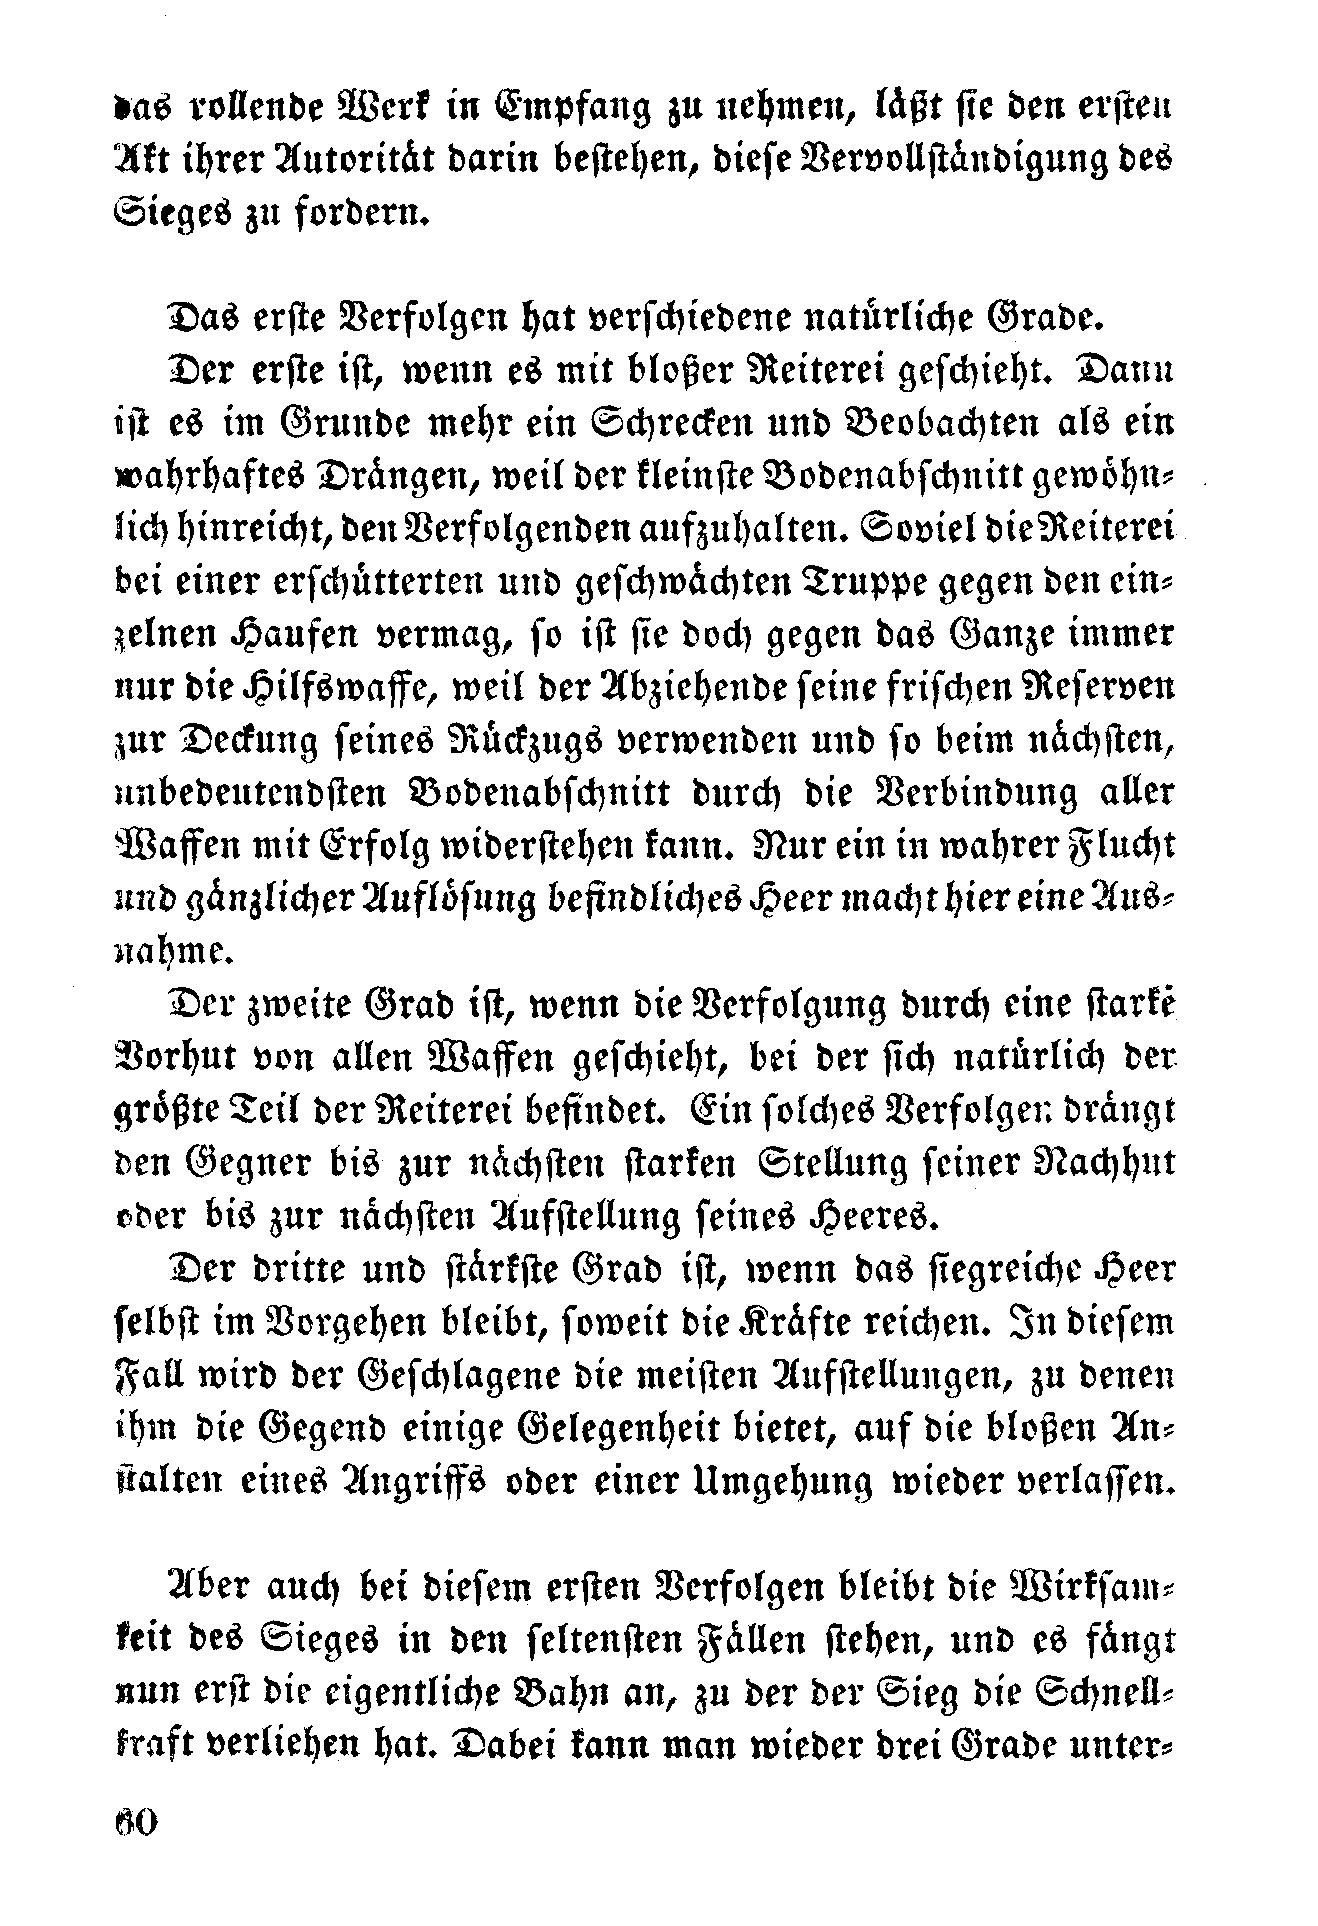 das rollende Werk in Empfang zu nehmen, läßt sie den ersten
Akt ihrer Autorität darin bestehen, diese Vervollständigung des
Sieges zu fordern.
Das erste Verfolgen hat verschiedene natürliche Grade.
Der erste ist, wenn es mit bloßer Reiterei geschieht. Dann
ist es im Grunde mehr ein Schrecken und Beobachten als ein
wahrhaftes Drängen, weil der kleinste Bodenabschnitt gewöhn-
lich hinreicht, den Verfolgenden aufzuhalten. Soviel die Reiterei
bei einer erschütterten und geschwächten Truppe gegen den ein-
zelnen Haufen vermag, so ist sie doch gegen das Ganze immer
nur die Hilfswaffe, weil der Abziehende seine frischen Reserven
zur Deckung seines Rückzugs verwenden und so beim nächsten,
unbedeutendsten Bodenabschnitt durch die Verbindung aller
Waffen mit Erfolg widerstehen kann. Nur ein in wahrer Flucht
und gänzlicher Auflösung befindliches Heer macht hier eine Aus-
nahme.
Der zweite Grad ist, wenn die Verfolgung durch eine starke
Vorhut von allen Waffen geschieht, bei der sich natürlich der
größte Teil der Reiterei befindet. Ein solches Verfolgen drängt
den Gegner bis zur nächsten starken Stellung seiner Nachhut
oder bis zur nächsten Aufstellung seines Heeres.
Der dritte und stärkste Grad ist, wenn das siegreiche Heer
selbst im Vorgehen bleibt, soweit die Kräfte reichen. In diesem
Fall wird der Geschlagene die meisten Aufstellungen, zu denen
ihm die Gegend einige Gelegenheit bietet, auf die bloßen An-
stalten eines Angriffs oder einer Umgehung wieder verlassen.
Aber auch bei diesem ersten Verfolgen bleibt die Wirksam-
keit des Sieges in den seltensten Fällen stehen, und es fängt
nun erst die eigentliche Bahn an, zu der der Sieg die Schnell-
kraft verliehen hat. Dabei kann man wieder drei Grade unter-
60